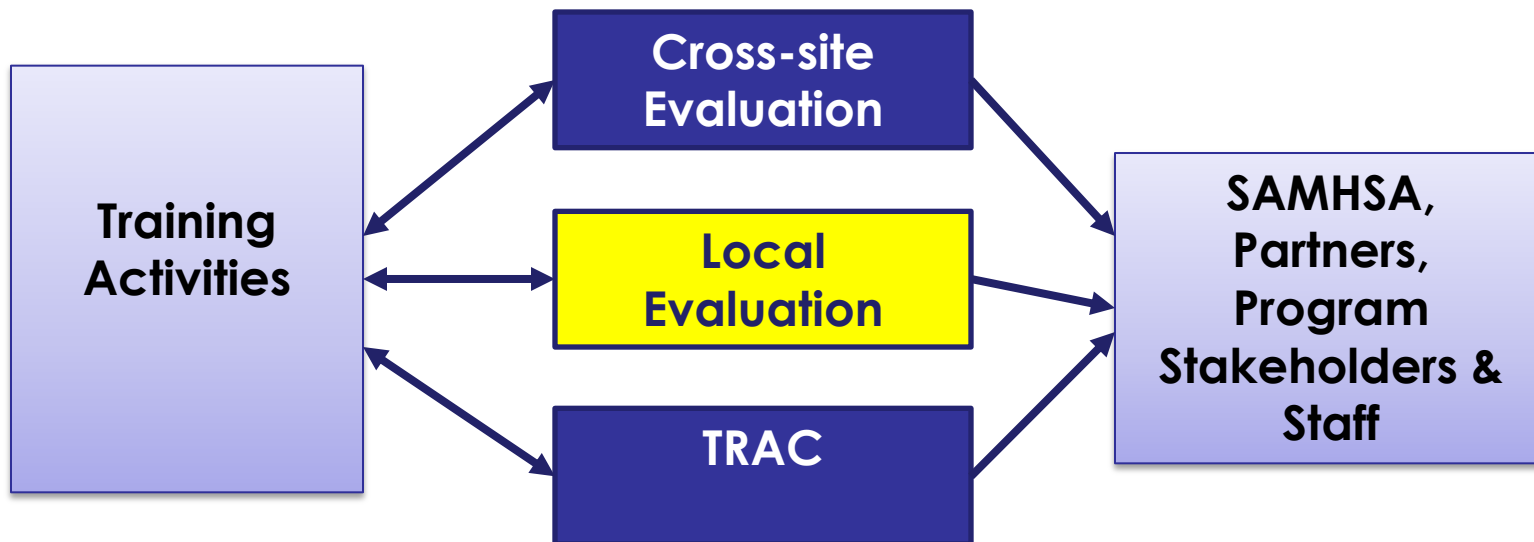 Training
Activities
Cross-site
Evaluation
Local
Evaluation
TRAC
SAMHSA,
Partners,
Program
Stakeholders &
Staff